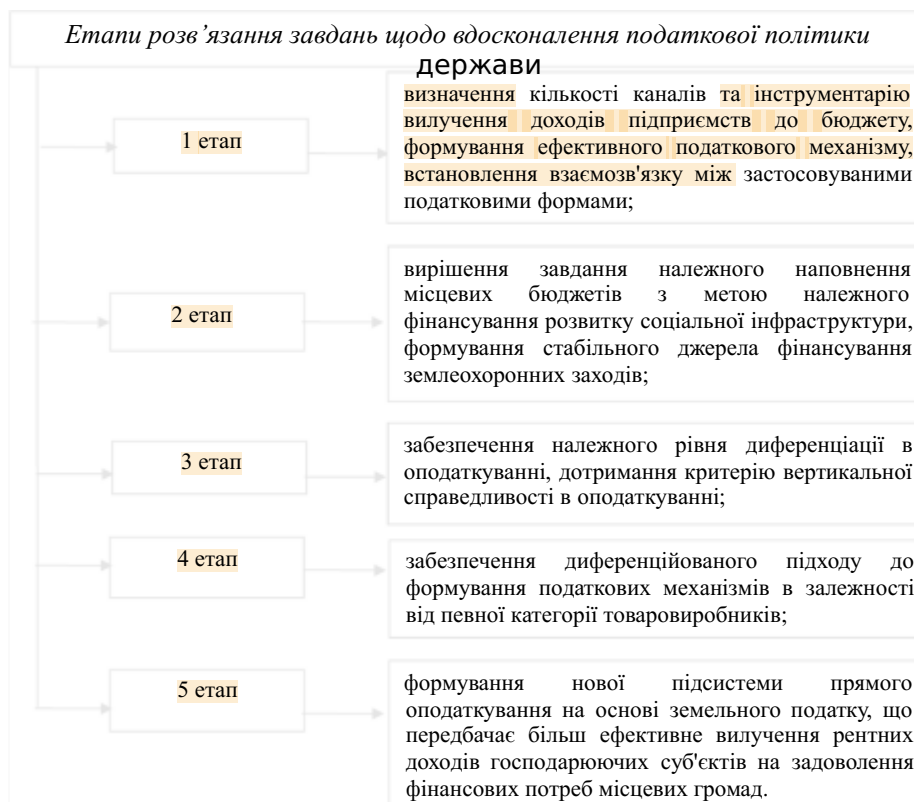 Етапи розв’язання завдань щодо вдосконалення податкової політики
держави
1 етап
визначення кількості каналів та інструментарію
вилучення доходів підприємств до бюджету,
формування ефективного податкового механізму,
встановлення взаємозв'язку між застосовуваними
податковими формами;
2 етап
вирішення завдання належного наповнення
місцевих бюджетів з метою належного
фінансування розвитку соціальної інфраструктури,
формування стабільного джерела фінансування
землеохоронних заходів;
3 етап
забезпечення належного рівня диференціації в
оподаткуванні, дотримання критерію вертикальної
справедливості в оподаткуванні;
4 етап
забезпечення диференційованого підходу до
формування податкових механізмів в залежності
від певної категорії товаровиробників;
5 етап
формування нової підсистеми прямого
оподаткування на основі земельного податку, що
передбачає більш ефективне вилучення рентних
доходів господарюючих суб'єктів на задоволення
фінансових потреб місцевих громад.